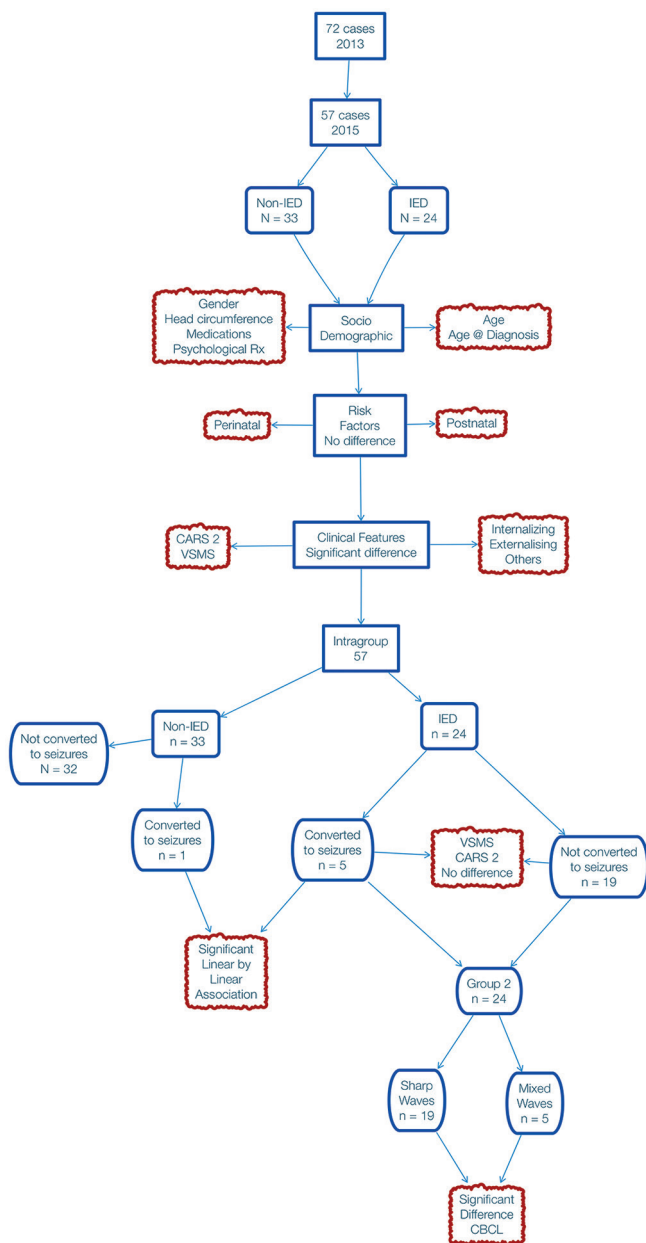 72 cases
2013
57 cases
2015
Non-IED
N = 33
IED
N = 24
Gender
Head circumference
Medications
Psychological Rx
Socio
Demographic
Age
Age @ Diagnosis
Perinatal
Risk
Factors
No difference
Postnatal
CARS 2
VSMS
Clinical Features
Significant difference
Internalizing
Externalising
Others
Intragroup
57
Not converted
to seizures
N = 32
Non-IED
n = 33
IED
n = 24
Converted
to seizures
n = 1
Converted
to seizures
n = 5
VSMS
CARS 2
No difference
Not converted
to seizures
n = 19
Significant
Linear by
Linear
Association
Group 2
n = 24
Sharp
Waves
n = 19
Mixed
Waves
n = 5
Significant
Difference
CBCL